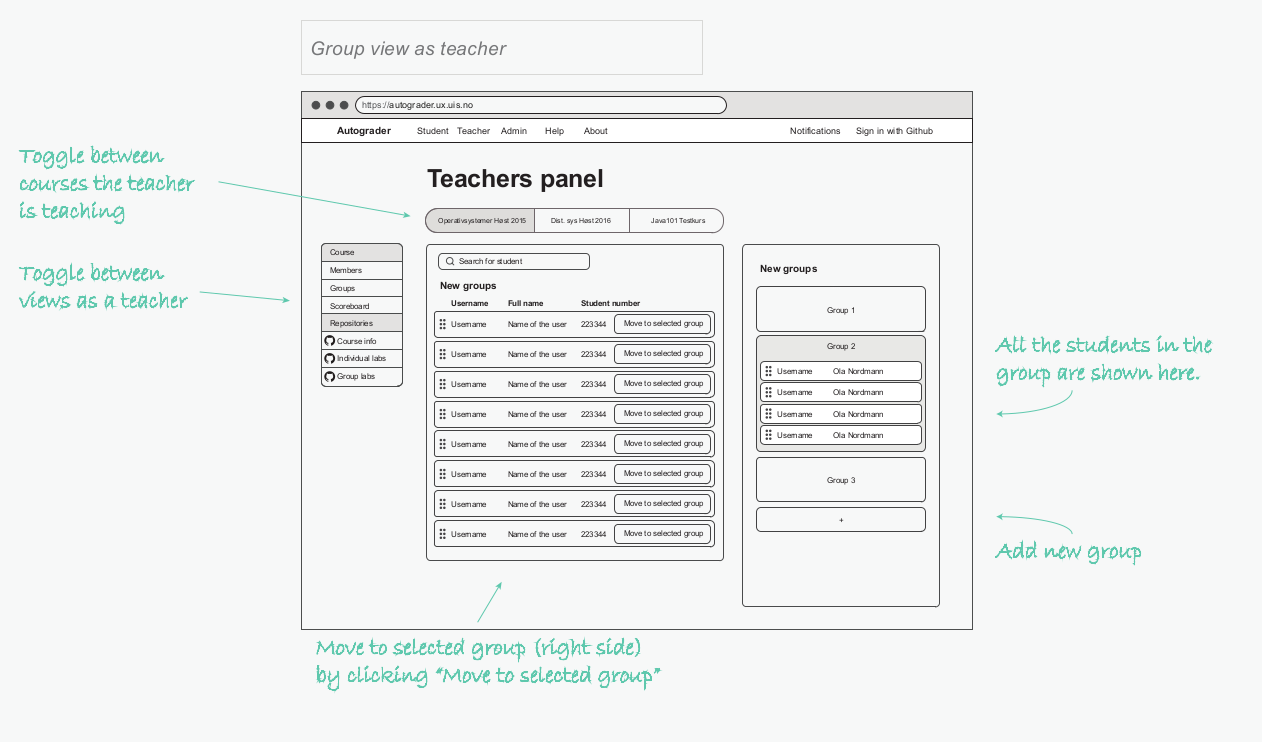 Group view as teacher
https://autograder.ux.uis.no
Autograder Student Teacher Admin Help About Notifications Sign in with Github
Toggle between
courses the teacher
is teaching
Teachers panel
Operativsystemer Høst 2015 Dist. sys Høst 2016 Java101 Testkurs
Toggle between
views as a teacher
Course
Members
Groups
Scoreboard
Repositories
Course info
Individual labs
Group labs
Search for student
New groups
Username Full name Student number
Username Name of the user 223344 Move to selected group
Username Name of the user 223344 Move to selected group
Username Name of the user 223344 Move to selected group
Username Name of the user 223344 Move to selected group
Username Name of the user 223344 Move to selected group
Username Name of the user 223344 Move to selected group
Username Name of the user 223344 Move to selected group
Username Name of the user 223344 Move to selected group
New groups
Group 1
Group 2
Username Ola Nordmann
Username Ola Nordmann
Username Ola Nordmann
Username Ola Nordmann
Group 3
+
All the students in the
group are shown here.
Add new group
Move to selected group (right side)
by clicking “Move to selected group”